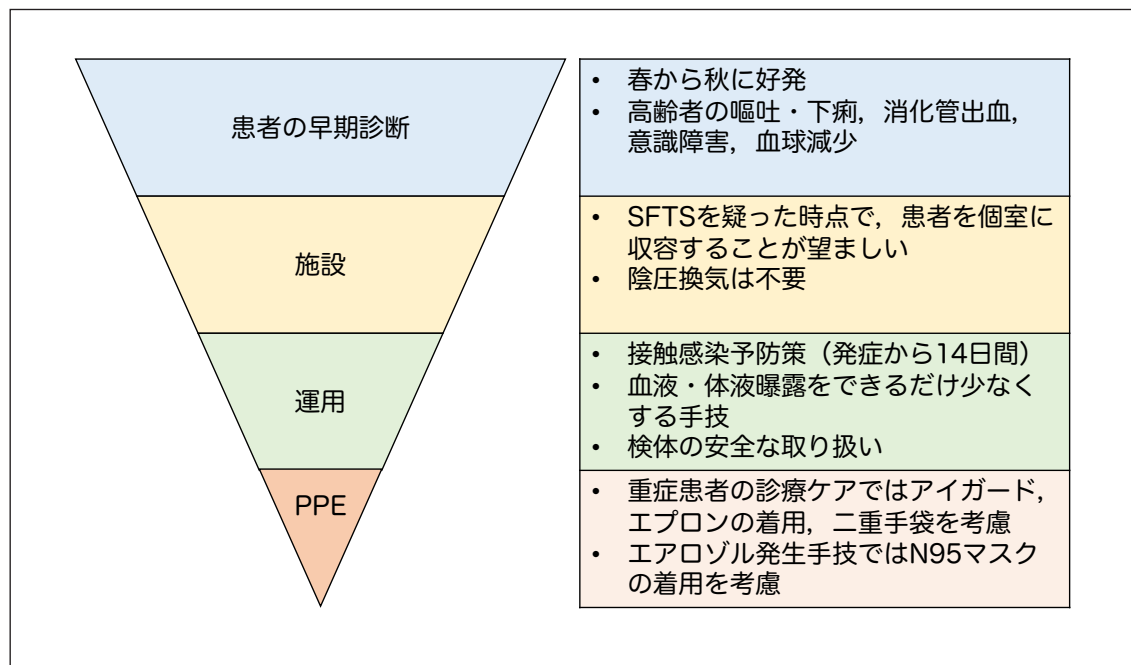 患者の早期診断
• 春から秋に好発
• 高齢者の嘔吐・下痢，消化管出血，
意識障害，血球減少
施設
• SFTSを疑った時点で，患者を個室に
収容することが望ましい
• 陰圧換気は不要
運用
• 接触感染予防策（発症から14日間）
• 血液・体液曝露をできるだけ少なく
する手技
• 検体の安全な取り扱い
PPE
• 重症患者の診療ケアではアイガード，
エプロンの着用，二重手袋を考慮
• エアロゾル発生手技ではN95マスク
の着用を考慮